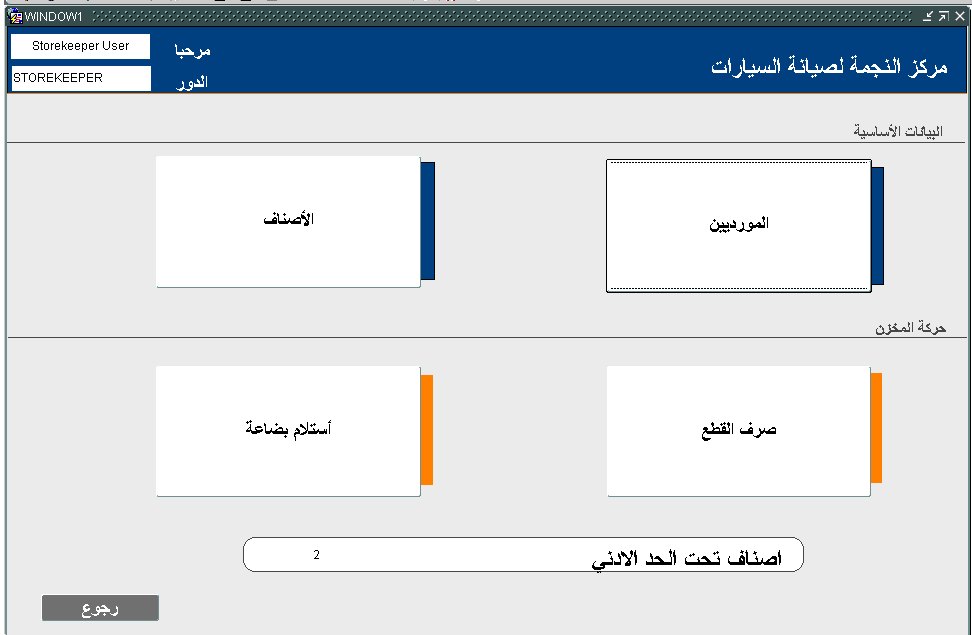 WINDOW1
مركز النجمة لصيانة السيارات
مرحبا
Storekeeper User
الدور
STOREKEEPER
البيانات الأساسية
الموردیین
الأصناف
حركة المخزن
صرف القطع
أستلام بضاعة
اصناف تحت الحد الادني
2
رجوع